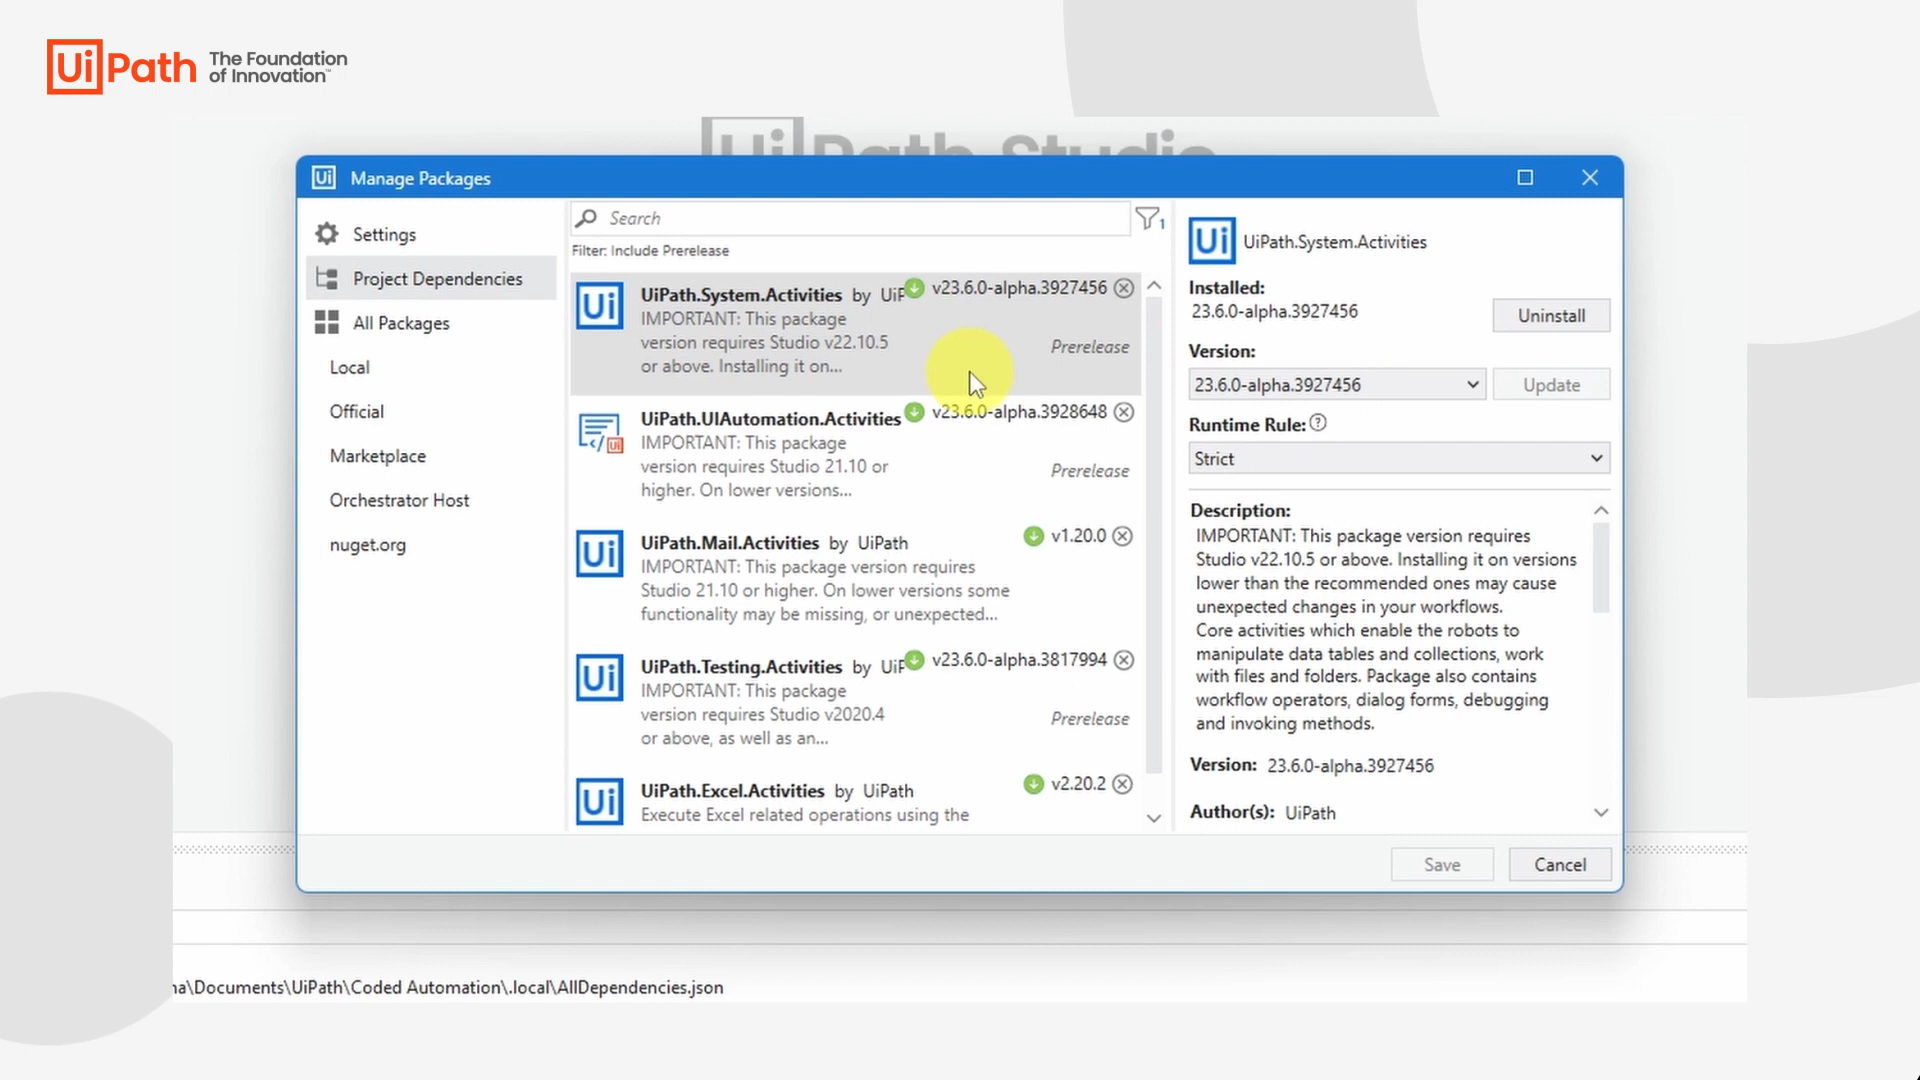 UiPath The Foundation
of Innovation™
UiPath Studio
Ui Manage Packages
Settings
Project Dependencies
All Packages
Local
Official
Marketplace
Orchestrator Host
nuget.org
Search
1
Filter: Include Prerelease
Ui
UiPath.System.Activities by UiP
v23.6.0-alpha.3927456
IMPORTANT: This package
version requires Studio v22.10.5
Prerelease
or above. Installing it on...
UiPath.UIAutomation.Activities
v23.6.0-alpha.3928648
IMPORTANT: This package
version requires Studio 21.10 or
Prerelease
higher. On lower versions...
Ui
UiPath.Mail.Activities by UiPath
v1.20.0
IMPORTANT: This package version requires
Studio 21.10 or higher. On lower versions some
functionality may be missing, or unexpected...
Ui
UiPath.Testing.Activities by UiP
v23.6.0-alpha.3817994
IMPORTANT: This package
version requires Studio v2020.4
Prerelease
or above, as well as an...
Ui
UiPath.Excel.Activities by UiPath
v2.20.2
Execute Excel related operations using the
Ui UiPath.System.Activities
Installed:
23.6.0-alpha.3927456
Uninstall
Version:
23.6.0-alpha.3927456
Update
Runtime Rule: ?
Strict
Description:
IMPORTANT: This package version requires
Studio v22.10.5 or above. Installing it on versions
lower than the recommended ones may cause
unexpected changes in your workflows.
Core activities which enable the robots to
manipulate data tables and collections, work
with files and folders. Package also contains
workflow operators, dialog forms, debugging
and invoking methods.
Version: 23.6.0-alpha.3927456
Author(s): UiPath
Save
Cancel
na\Documents\UiPath\Coded Automation\.local\AllDependencies.json